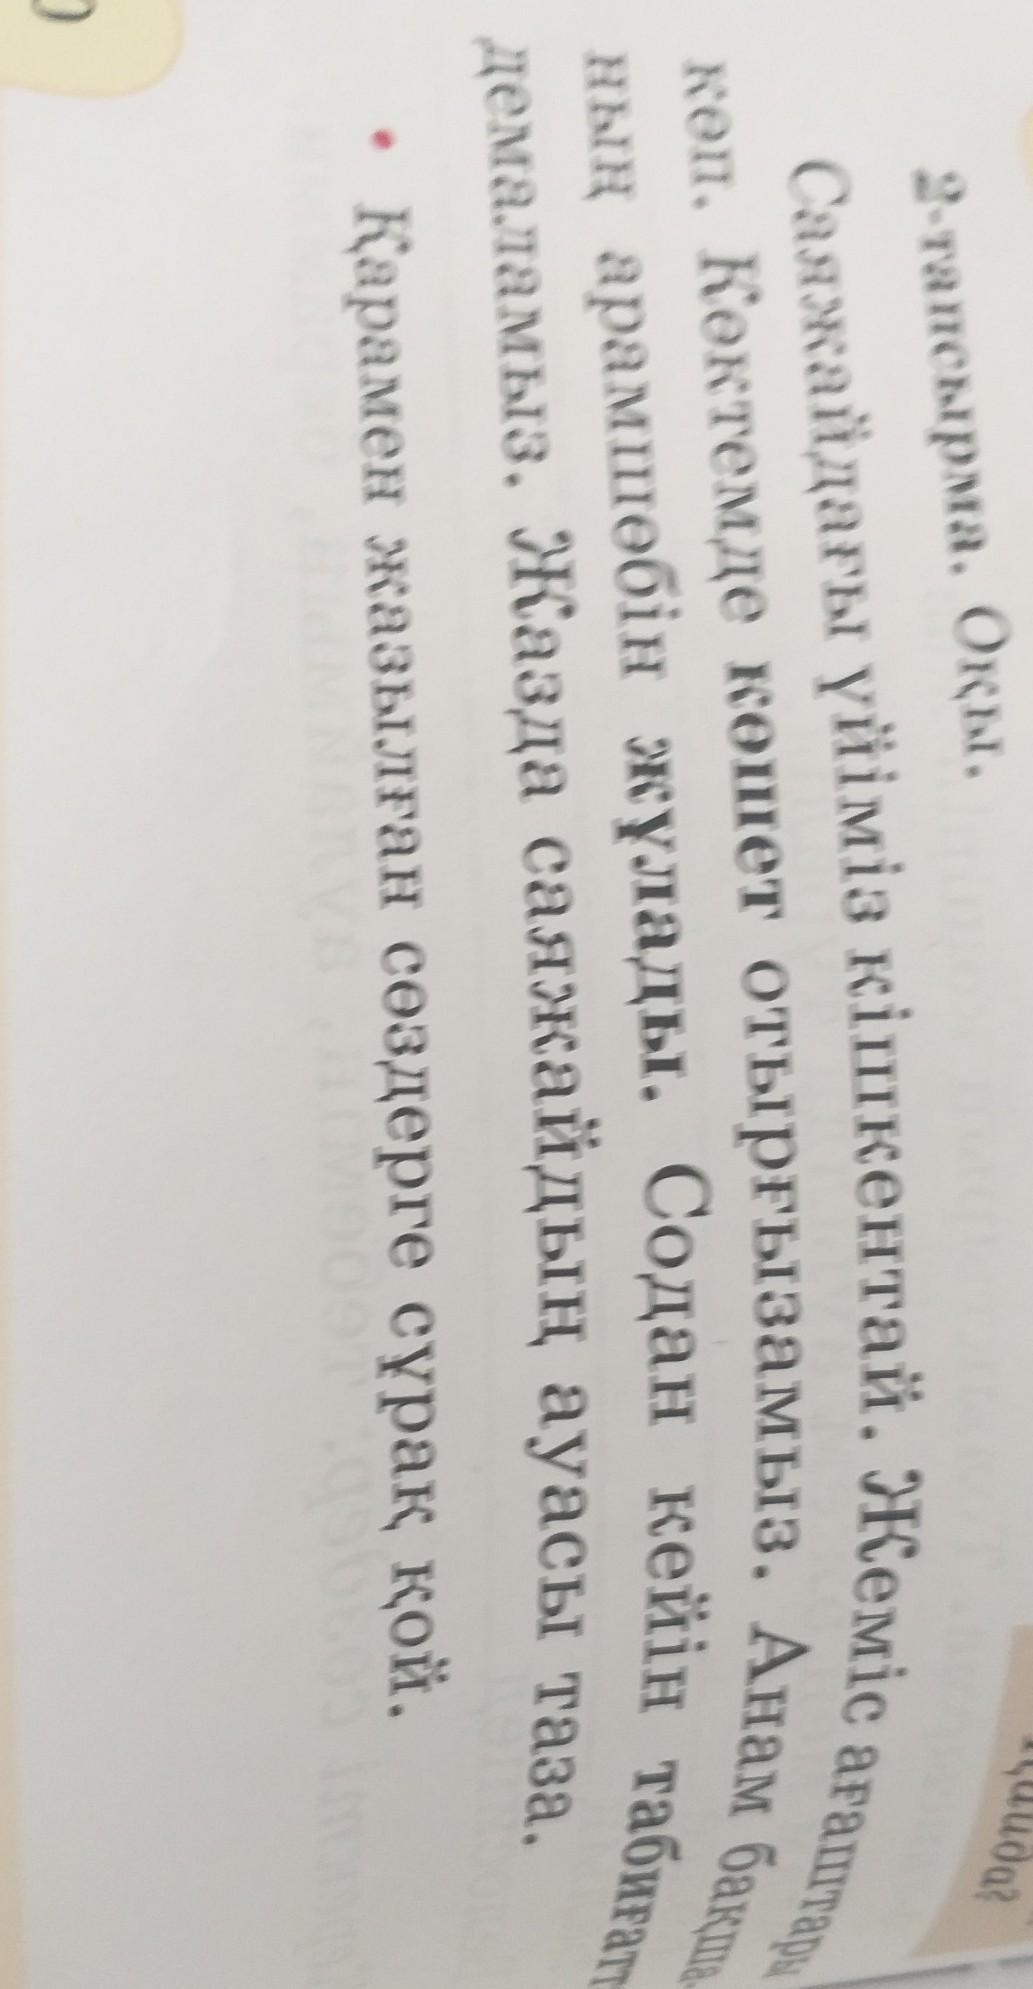 2-тапсырма. Оқы.
Саяжайдағы үйіміз кішкентай. Жеміс ағаштары
көп. Көктемде көшет отырғызамыз. Анам бақша-
ның арамшөбін жұлады. Содан кейін табиғатта
демаламыз. Жазда саяжайдың ауасы таза.
• Қарамен жазылған сөздерге сұрақ қой.